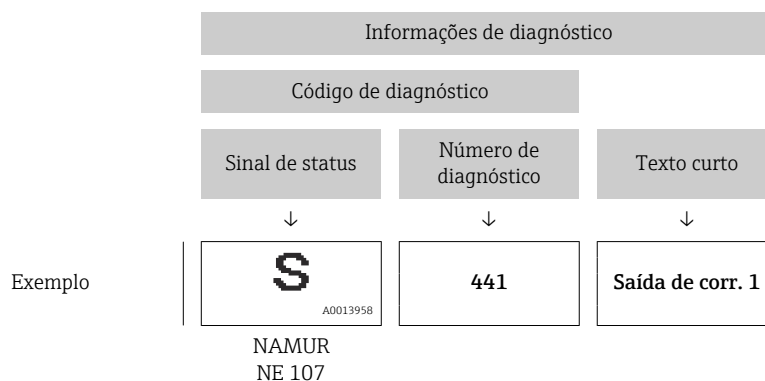 Informações de diagnóstico
Código de diagnóstico
Sinal de status
Número de
diagnóstico
Texto curto
↓ ↓ ↓
Exemplo
S
A0013958
441
Saída de corr. 1
NAMUR
NE 107